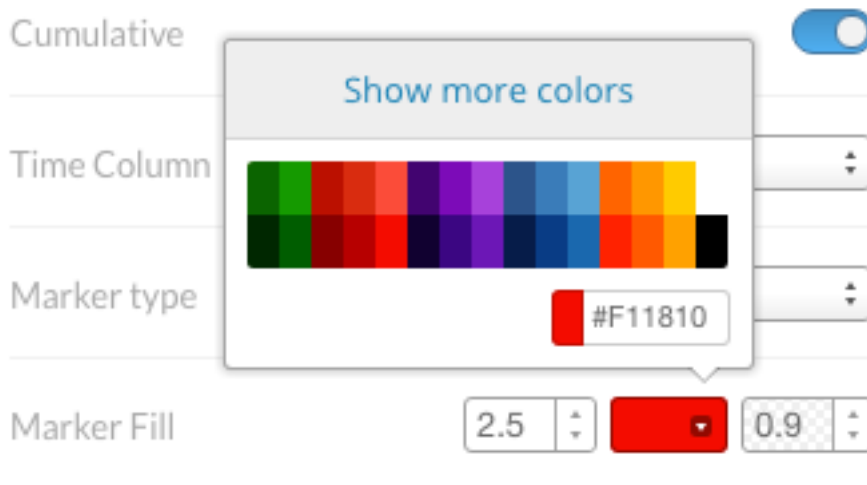 Cumulative
Show more colors
Time Column
Marker type
#F11810
Marker Fill 2.5 0.9